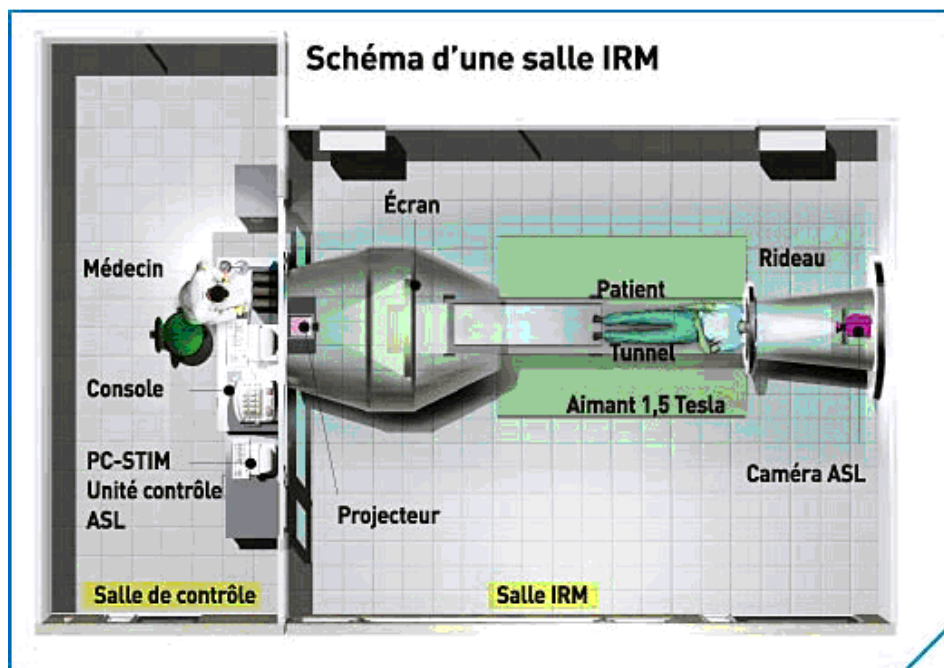 Schéma d'une salle IRM
Écran
Médecin
Rideau
Patient
Tunnel
Console
Aimant 1,5 Tesla
PC-STIM
Unité contrôle
ASL
Caméra ASL
Projecteur
Salle de contrôle
Salle IRM